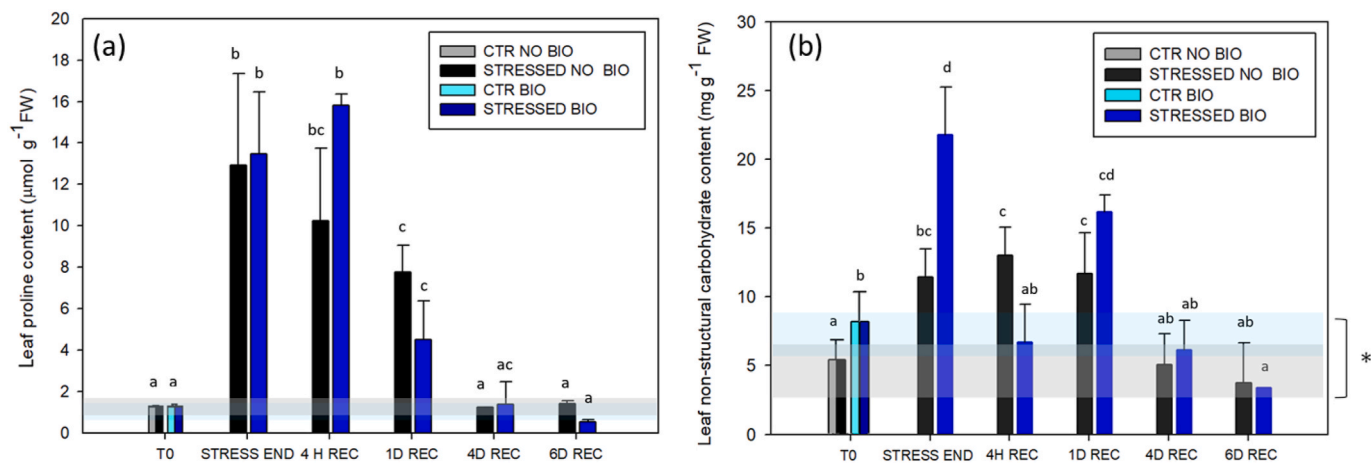 (a)
Leaf proline content (µmol g⁻¹FW)
20
18
16
14
12
10
8
6
4
2
0
CTR NO BIO
STRESSED NO BIO
CTR BIO
STRESSED BIO
a a b b bc b c c a ac a a
T0 STRESS END 4 H REC 1D REC 4D REC 6D REC
(b)
Leaf non-structural carbohydrate content (mg g⁻¹ FW)
30
25
20
15
10
5
0
CTR NO BIO
STRESSED NO BIO
CTR BIO
STRESSED BIO
a b bc d c ab c cd ab ab ab a
*
T0 STRESS END 4H REC 1D REC 4D REC 6D REC